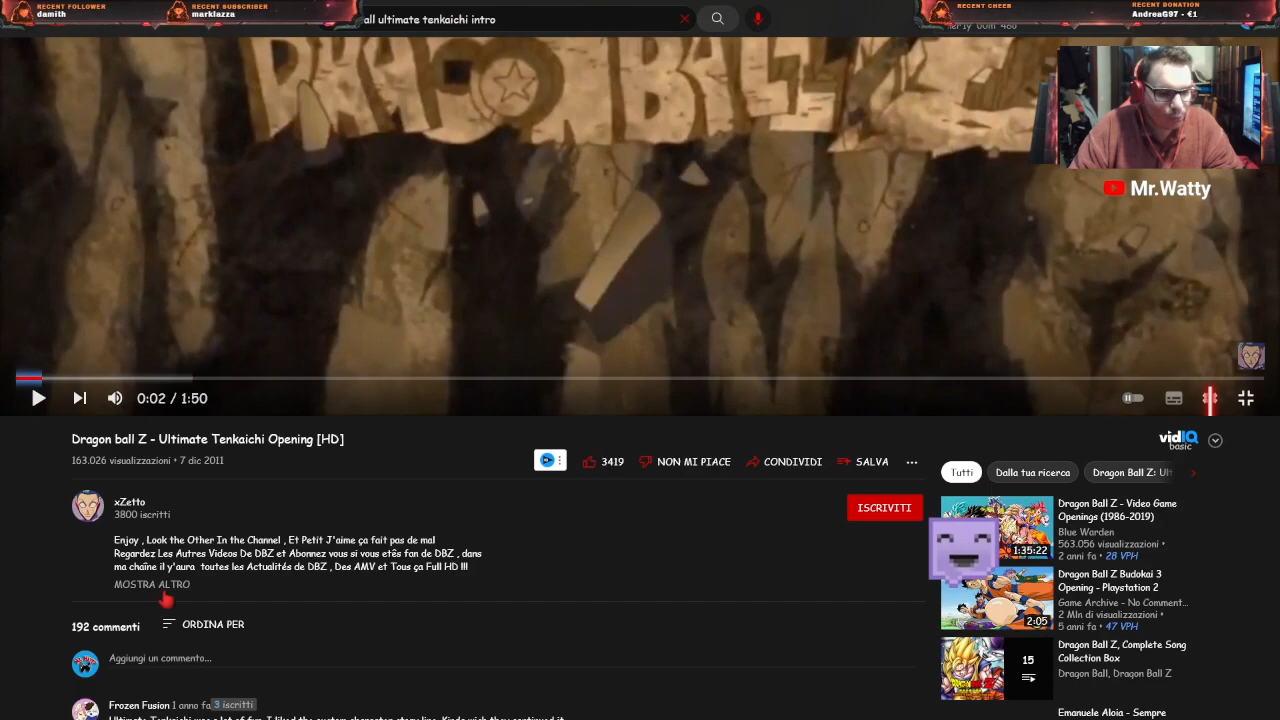 RECENT FOLLOWER
damith
RECENT SUBSCRIBER
markfazza
all ultimate tenkaichi intro
RECENT CHEER
RECENT DONATION
AndreaG97 - €1
DRAGON BALL Z
Mr.Watty
0:02 / 1:50
Dragon ball Z - Ultimate Tenkaichi Opening [HD]
163.026 visualizzazioni • 7 dic 2011
3419
NON MI PIACE
CONDIVIDI
SALVA
vidIQ
basic
Tutti
Dalla tua ricerca
Dragon Ball Z: Ult
xZetto
3800 iscritti
ISCRIVITI
Enjoy , Look the Other In the Channel , Et Petit J'aime ça fait pas de mal
Regardez Les Autres Videos De DBZ et Abonnez vous si vous etês fan de DBZ , dans
ma chaîne il y'aura toutes les Actualités de DBZ , Des AMV et Tous ça Full HD !!!
MOSTRA ALTRO
192 commenti
ORDINA PER
Aggiungi un commento...
Frozen Fusion 1 anno fa 3 iscritti
Dragon Ball Z - Video Game
Openings (1986-2019)
Blue Warden
563.056 visualizzazioni •
2 anni fa • 28 VPH
1:35:22
Dragon Ball Z Budokai 3
Opening - Playstation 2
Game Archive - No Comment...
2 Mln di visualizzazioni •
5 anni fa • 47 VPH
2:05
Dragon Ball Z, Complete Song
Collection Box
Dragon Ball, Dragon Ball Z
15
Emanuele Aloia - Sempre